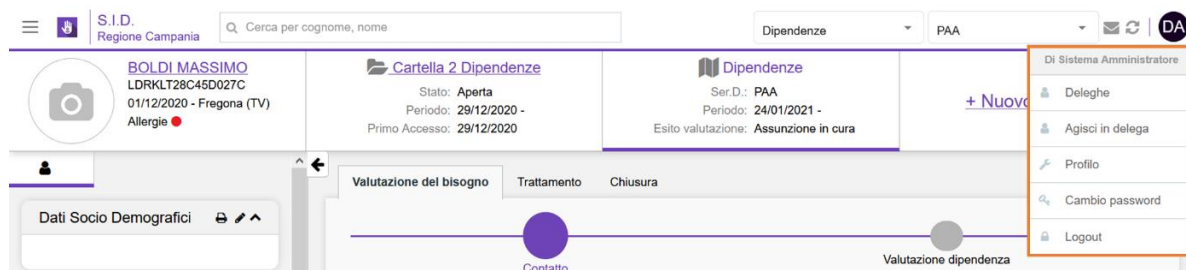 S.I.D.
Regione Campania
Cerca per cognome, nome
Dipendenze
PAA
DA
BOLDI MASSIMO
LDRKLT28C45D027C
01/12/2020 - Fregona (TV)
Allergie
Cartella 2 Dipendenze
Stato: Aperta
Periodo: 29/12/2020 -
Primo Accesso: 29/12/2020
Dipendenze
Ser.D.: PAA
Periodo: 24/01/2021 -
Esito valutazione: Assunzione in cura
+ Nuovo
Di Sistema Amministratore
Deleghe
Agisci in delega
Profilo
Cambio password
Logout
Dati Socio Demografici
Valutazione del bisogno Trattamento Chiusura
Contatto
Valutazione dipendenza